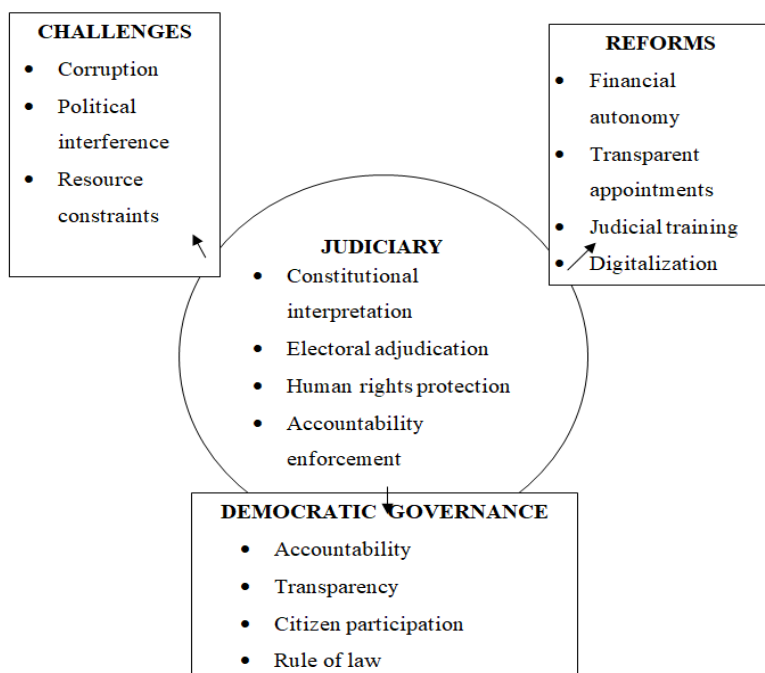 CHALLENGES
• Corruption
• Political
interference
• Resource
constraints
REFORMS
• Financial
autonomy
• Transparent
appointments
• Judicial training
• Digitalization
JUDICIARY
• Constitutional
interpretation
• Electoral adjudication
• Human rights protection
• Accountability
enforcement
DEMOCRATIC GOVERNANCE
• Accountability
• Transparency
• Citizen participation
• Rule of law